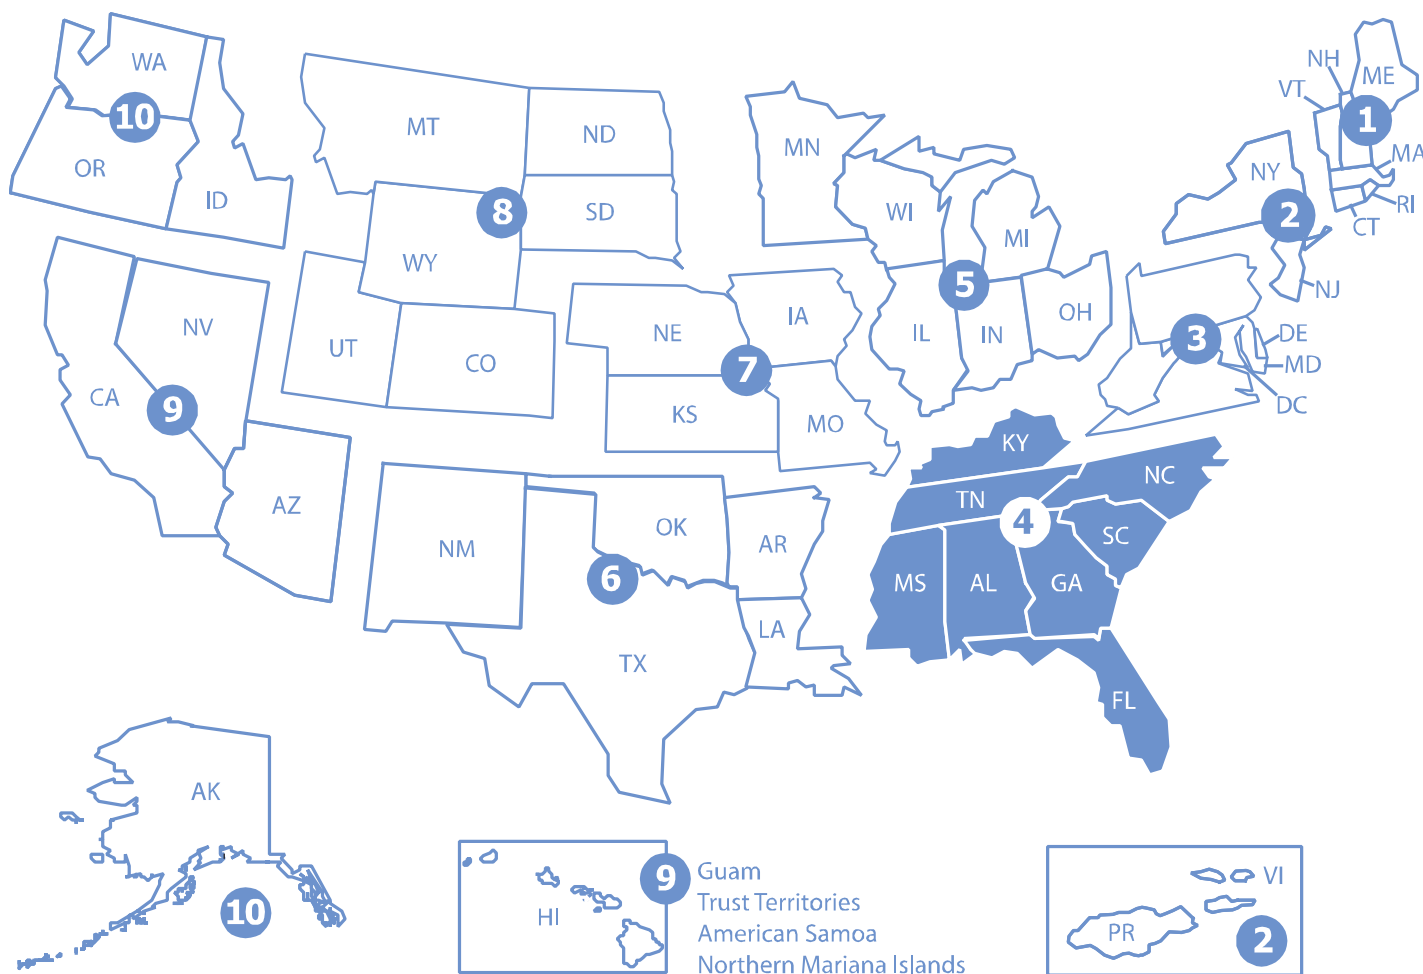 WA
10
OR
ID
MT
ND
SD
8
WY
MN
WI
MI
5
IL
IN
OH
NH
ME
VT
1
MA
NY
2
RI
CT
NJ
3
DE
MD
DC
CA
NV
9
AZ
UT
CO
NE
IA
7
KS
MO
NM
OK
6
AR
TX
LA
KY
TN
NC
4
SC
MS
AL
GA
FL
AK
10
HI
9
Guam
Trust Territories
American Samoa
Northern Mariana Islands
VI
PR
2